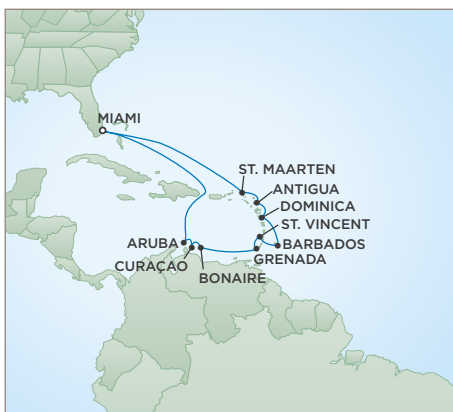 MIAMI
ST. MAARTEN
ANTIGUA
DOMINICA
ST. VINCENT
ARUBA
BARBADOS
CURAÇAO
GRENADA
BONAIRE